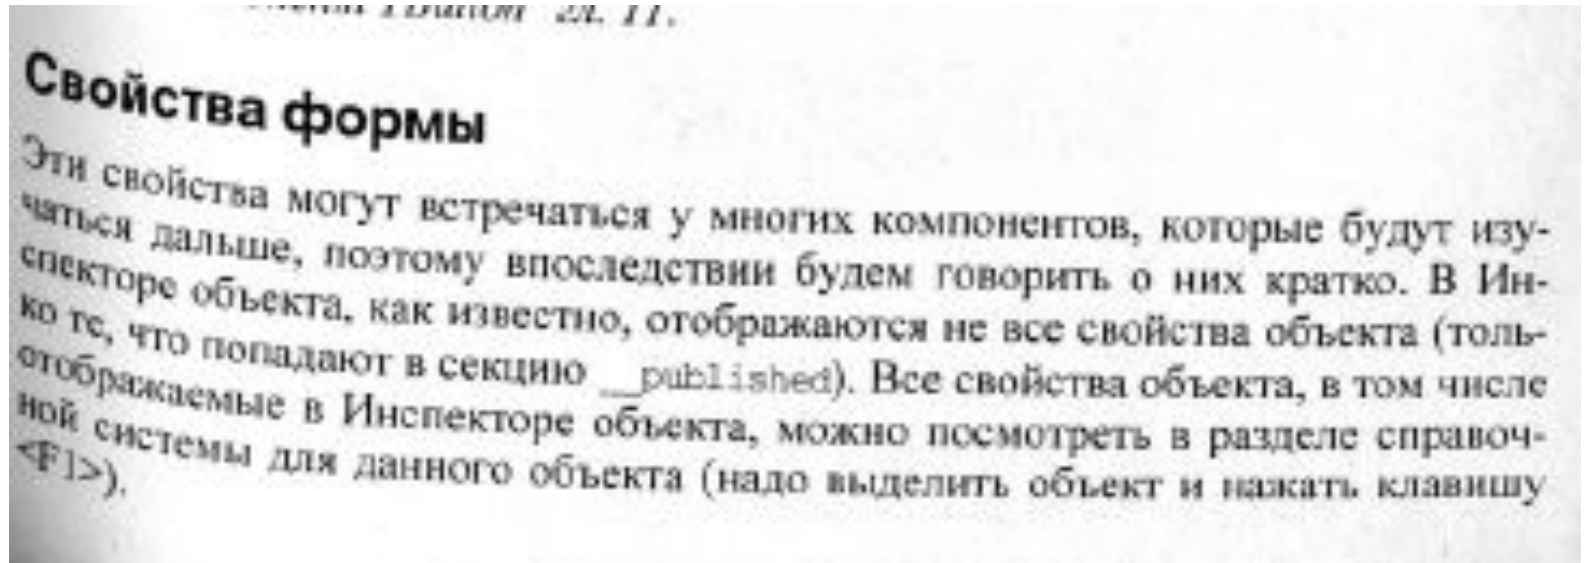 TButton гл. 11.
Свойства формы
Эти свойства могут встречаться у многих компонентов, которые будут изу-
чаться дальше, поэтому впоследствии будем говорить о них кратко. В Ин-
спекторе объекта, как известно, отображаются не все свойства объекта (толь-
ко те, что попадают в секцию __published). Все свойства объекта, в том числе
отображаемые в Инспекторе объекта, можно посмотреть в разделе справоч-
ной системы для данного объекта (надо выделить объект и нажать клавишу
<F1>).